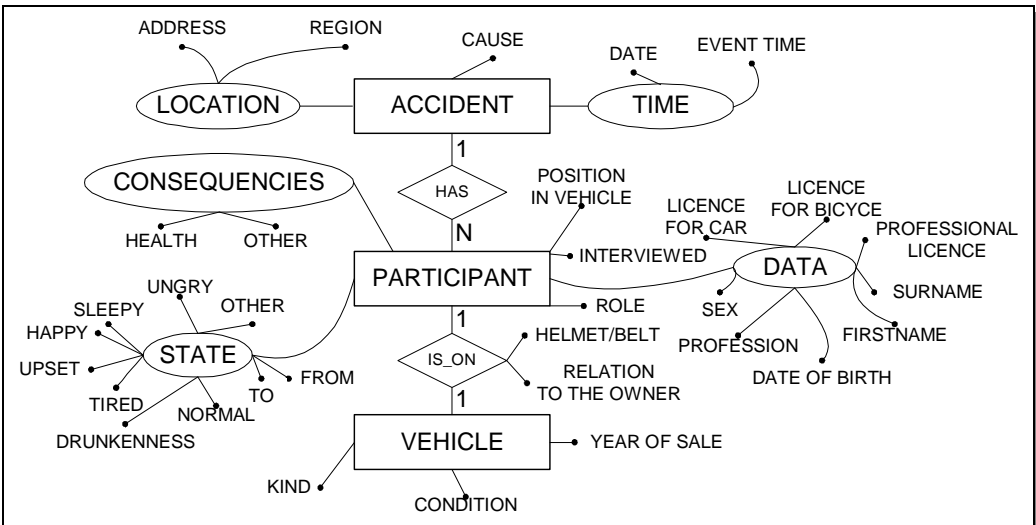 ADDRESS
REGION
CAUSE
DATE
EVENT TIME
LOCATION
ACCIDENT
TIME
1
HAS
N
CONSEQUENCIES
HEALTH
OTHER
POSITION
IN VEHICLE
INTERVIEWED
PARTICIPANT
ROLE
LICENCE
FOR CAR
LICENCE
FOR BICYCE
PROFESSIONAL
LICENCE
DATA
SEX
SURNAME
PROFESSION
FIRSTNAME
DATE OF BIRTH
UNGRY
SLEEPY
OTHER
HAPPY
STATE
UPSET
FROM
TIRED
TO
NORMAL
DRUNKENNESS
1
HELMET/BELT
IS_ON
RELATION
TO THE OWNER
1
VEHICLE
YEAR OF SALE
KIND
CONDITION